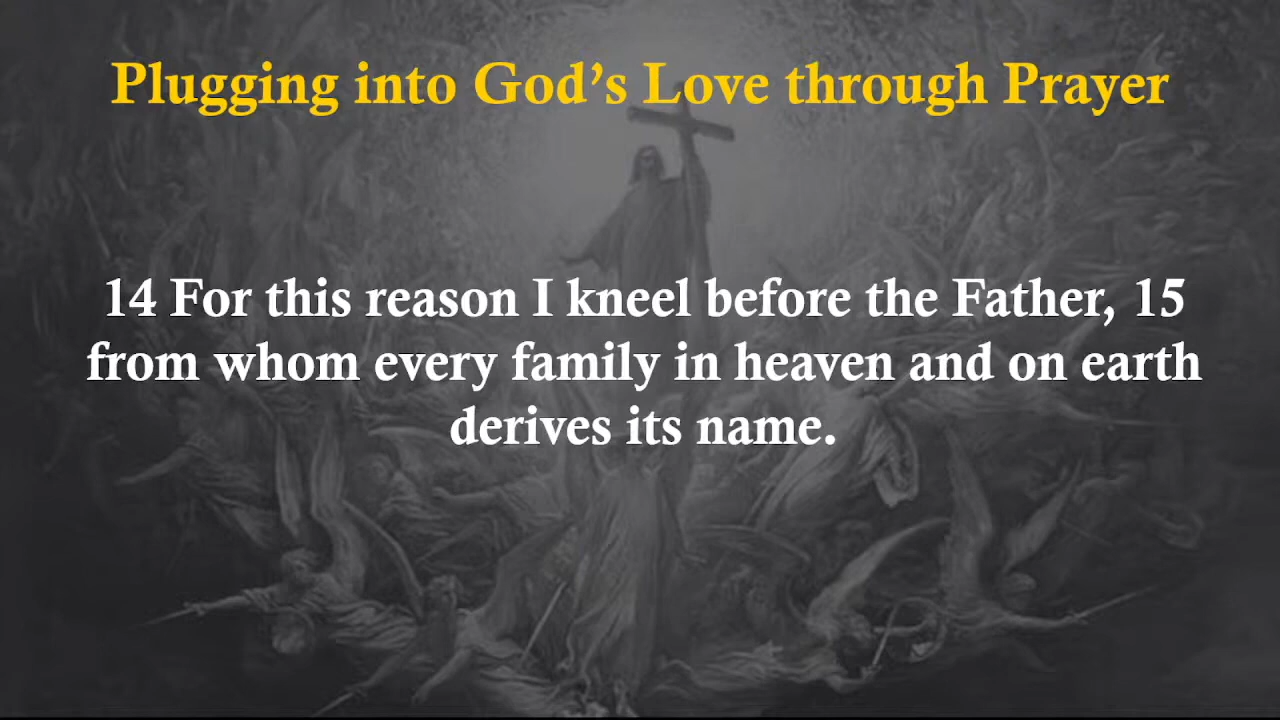 Plugging into God’s Love through Prayer
14 For this reason I kneel before the Father, 15
from whom every family in heaven and on earth
derives its name.